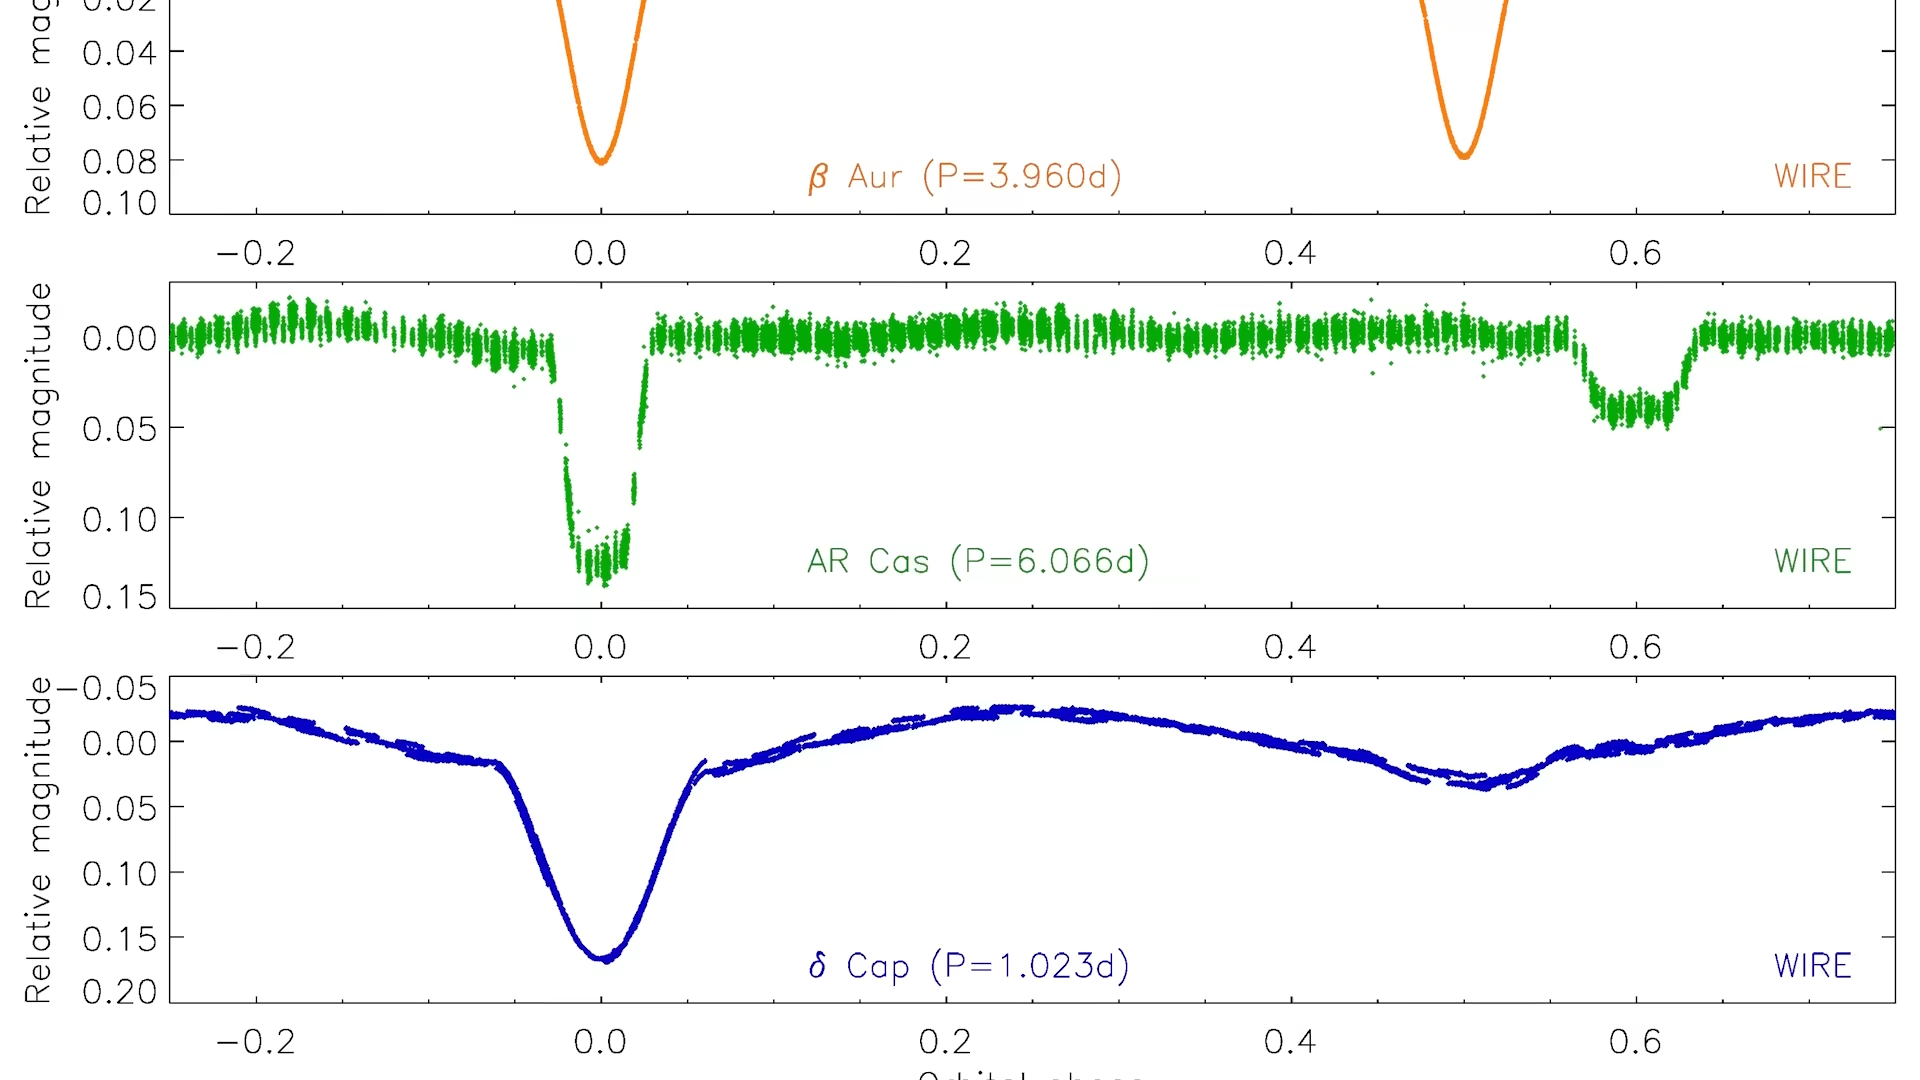 Relative mag
0.02
0.04
0.06
0.08
0.10
β Aur (P=3.960d)
WIRE
−0.2 0.0 0.2 0.4 0.6
Relative magnitude
0.00
0.05
0.10
0.15
AR Cas (P=6.066d)
WIRE
−0.2 0.0 0.2 0.4 0.6
Relative magnitude
−0.05
0.00
0.05
0.10
0.15
0.20
δ Cap (P=1.023d)
WIRE
−0.2 0.0 0.2 0.4 0.6